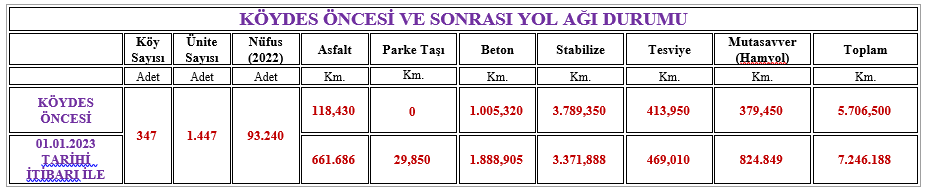 KÖYDES ÖNCESİ VE SONRASI YOL AĞI DURUMU
Köy Sayısı Ünite Sayısı Nüfus (2022) Asfalt Parke Taşı Beton Stabilize Tesviye Mutasavver (Hamyol) Toplam
Adet Adet Adet Km. Km. Km. Km. Km. Km. Km.
KÖYDES ÖNCESİ 347 1.447 93.240 118,430 0 1.005,320 3.789,350 413,950 379,450 5.706,500
01.01.2023 TARİHİ İTİBARI İLE 661.686 29,850 1.888,905 3.371,888 469,010 824.849 7.246.188